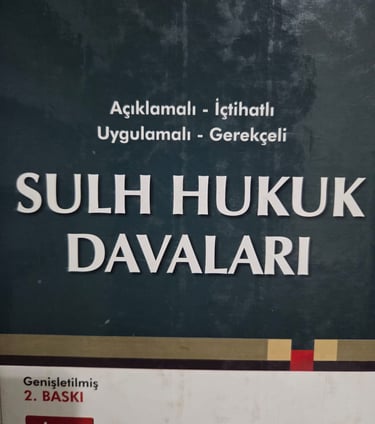 Açıklamalı - İçtihatlı
Uygulamalı - Gerekçeli
SULH HUKUK
DAVALARI
Genişletilmiş
2. BASKI